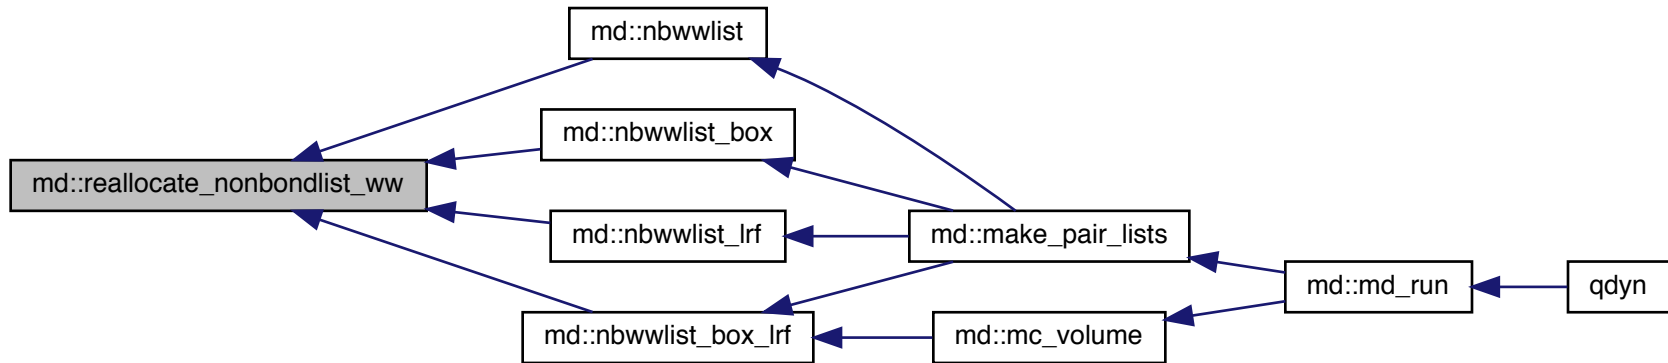 md::nbwwlist
md::nbwwlist_box
md::reallocate_nonbondlist_ww
md::nbwwlist_lrf
md::make_pair_lists
md::md_run
qdyn
md::nbwwlist_box_lrf
md::mc_volume